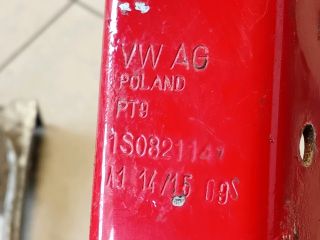 VW AG
POLAND
PT9
1S0821141
A1 14/15 09S